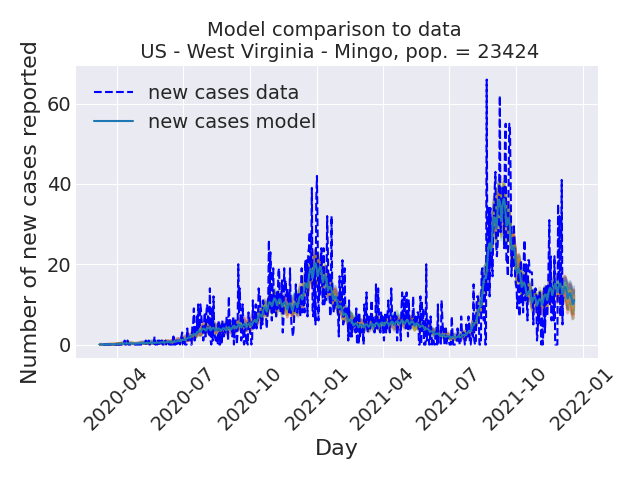 Model comparison to data
US - West Virginia - Mingo, pop. = 23424
new cases data
new cases model
Number of new cases reported
60
40
20
0
2020-04
2020-07
2020-10
2021-01
2021-04
2021-07
2021-10
2022-01
Day